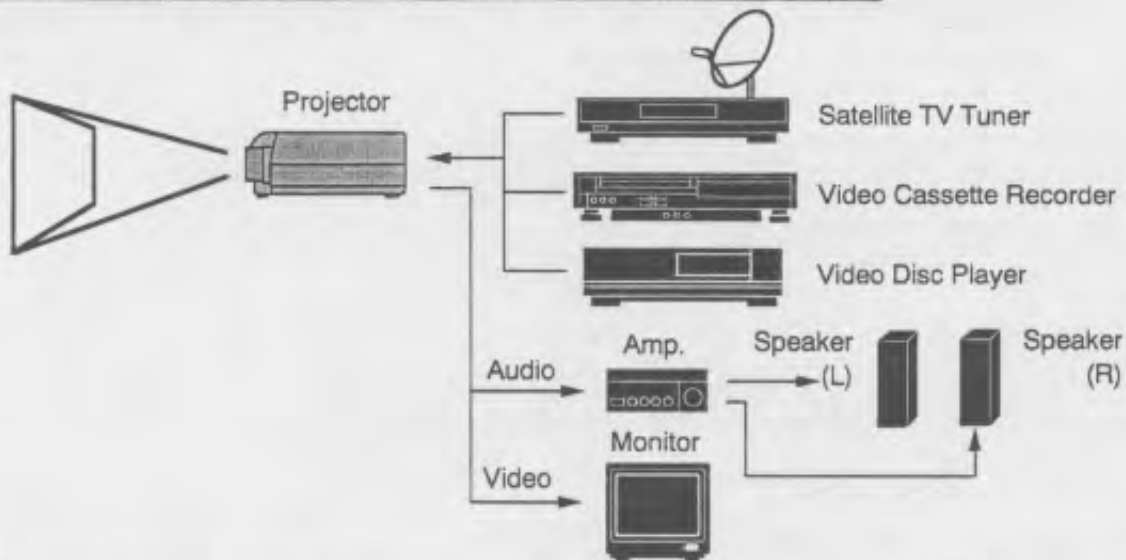 Projector
Satellite TV Tuner
Video Cassette Recorder
Video Disc Player
Audio
Amp.
Speaker
(L)
Speaker
(R)
Monitor
Video